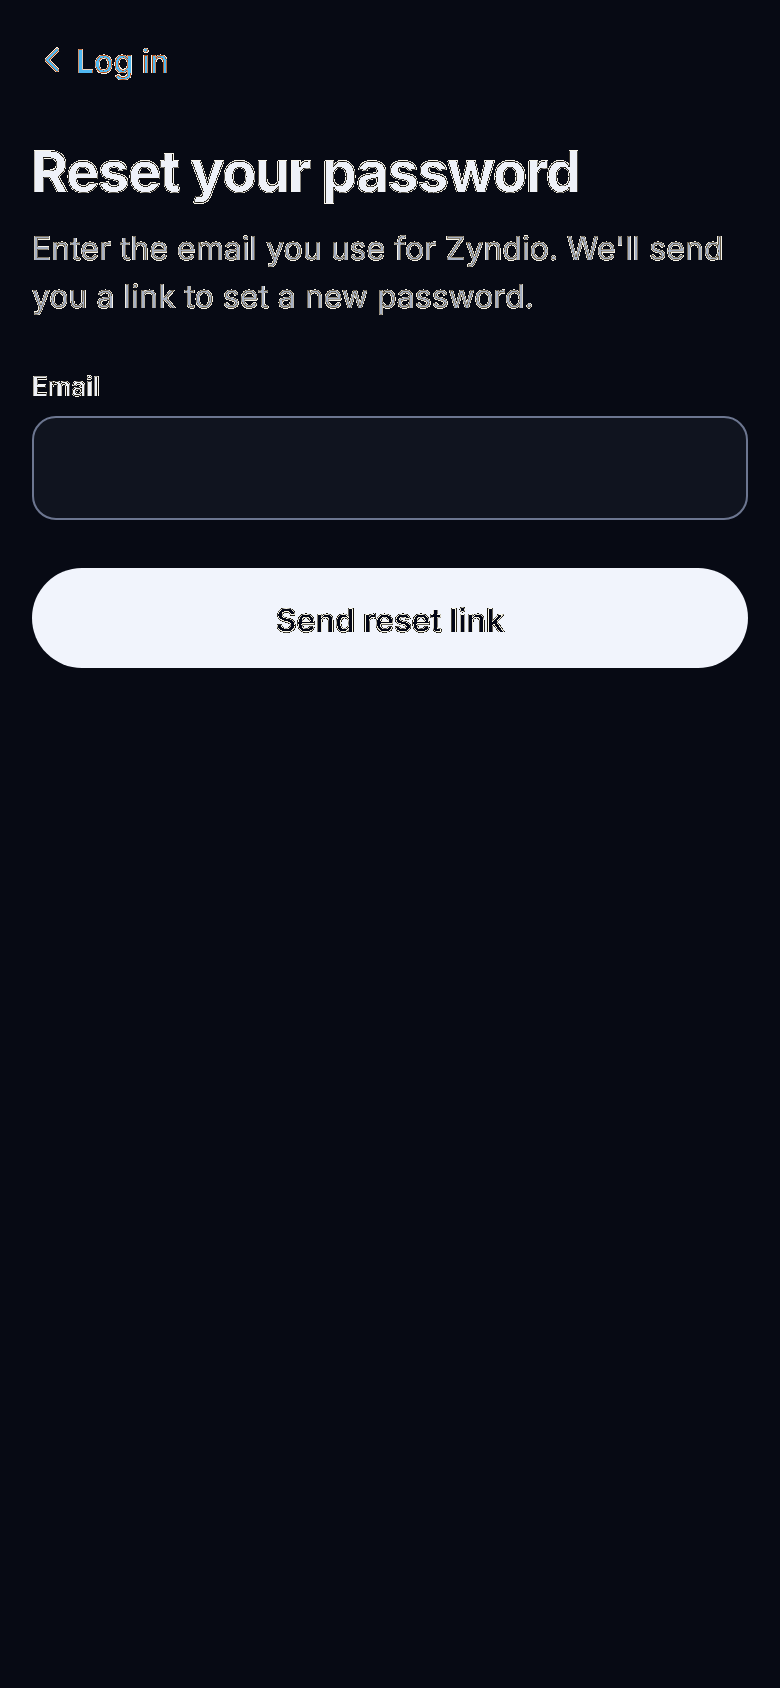 Log in
Reset your password
Enter the email you use for Zyndio. We'll send
you a link to set a new password.
Email
Send reset link